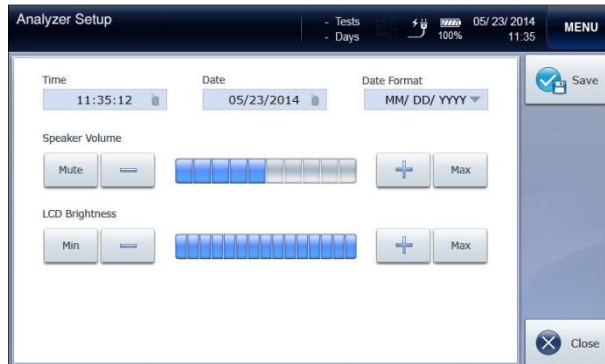 Analyzer Setup
- Tests
- Days
100%
05/ 23/ 2014
11:35
MENU
Time
Date
Date Format
11:35:12
05/23/2014
MM/ DD/ YYYY
Save
Speaker Volume
Mute
Max
LCD Brightness
Min
Max
Close